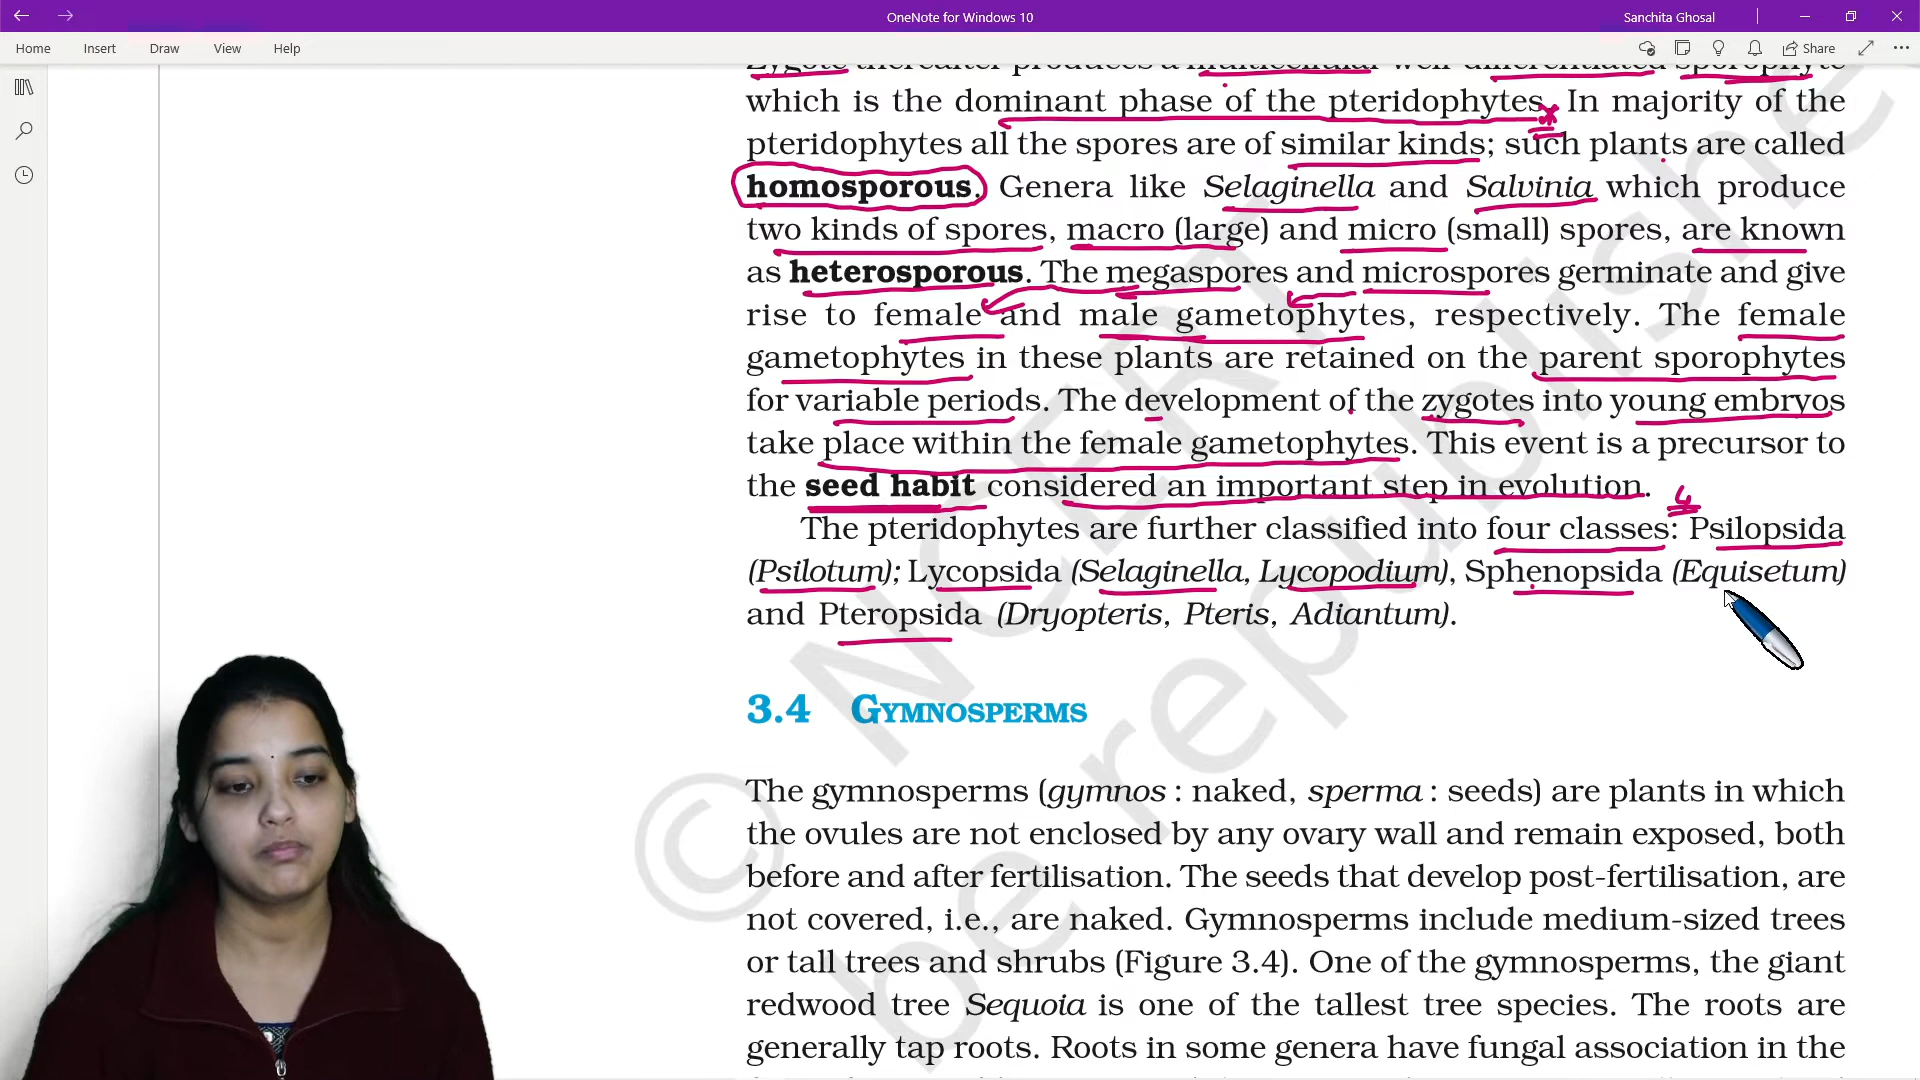 OneNote for Windows 10
Sanchita Ghosal
Home Insert Draw View Help
Share
Zygote thereafter produces a multicellular well differentiated sporophyte
which is the dominant phase of the pteridophytes. In majority of the
pteridophytes all the spores are of similar kinds; such plants are called
homosporous. Genera like Selaginella and Salvinia which produce
two kinds of spores, macro (large) and micro (small) spores, are known
as heterosporous. The megaspores and microspores germinate and give
rise to female and male gametophytes, respectively. The female
gametophytes in these plants are retained on the parent sporophytes
for variable periods. The development of the zygotes into young embryos
take place within the female gametophytes. This event is a precursor to
the seed habit considered an important step in evolution.
4
The pteridophytes are further classified into four classes: Psilopsida
(Psilotum); Lycopsida (Selaginella, Lycopodium), Sphenopsida (Equisetum)
and Pteropsida (Dryopteris, Pteris, Adiantum).
3.4 GYMNOSPERMS
The gymnosperms (gymnos : naked, sperma : seeds) are plants in which
the ovules are not enclosed by any ovary wall and remain exposed, both
before and after fertilisation. The seeds that develop post-fertilisation, are
not covered, i.e., are naked. Gymnosperms include medium-sized trees
or tall trees and shrubs (Figure 3.4). One of the gymnosperms, the giant
redwood tree Sequoia is one of the tallest tree species. The roots are
generally tap roots. Roots in some genera have fungal association in the
© NCERT
be republishe